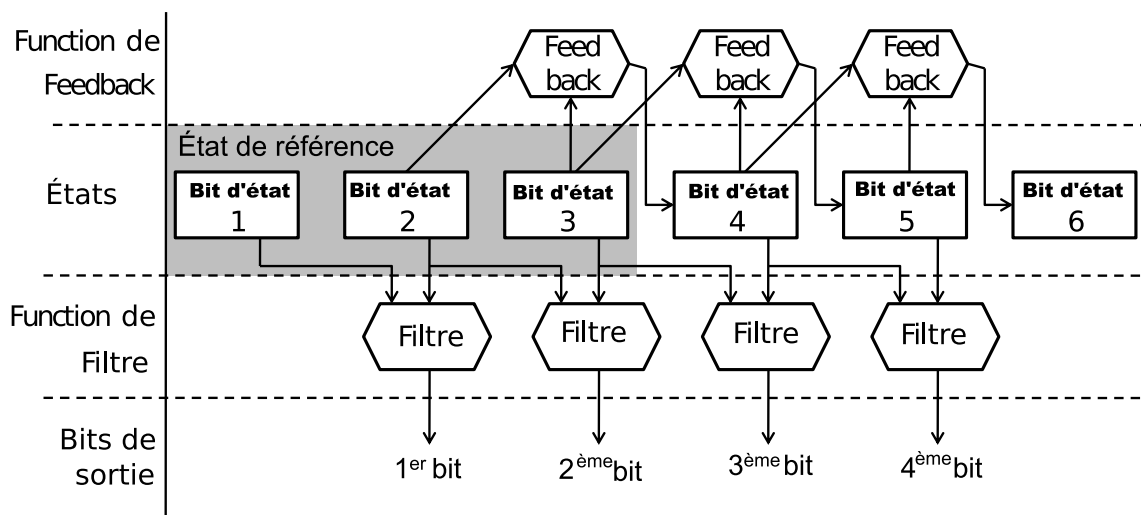 Function de
Feedback
Feed
back
Feed
back
Feed
back
État de référence
États
Bit d'état
1
Bit d'état
2
Bit d'état
3
Bit d'état
4
Bit d'état
5
Bit d'état
6
Function de
Filtre
Filtre
Filtre
Filtre
Filtre
Bits de
sortie
1er bit
2ème bit
3ème bit
4ème bit